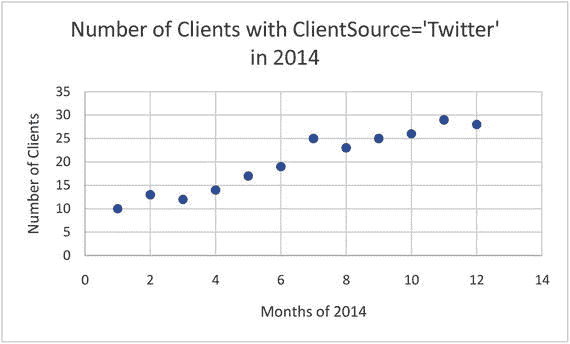 Number of Clients with ClientSource='Twitter'
in 2014
Number of Clients
35
30
25
20
15
10
5
0
0 2 4 6 8 10 12 14
Months of 2014